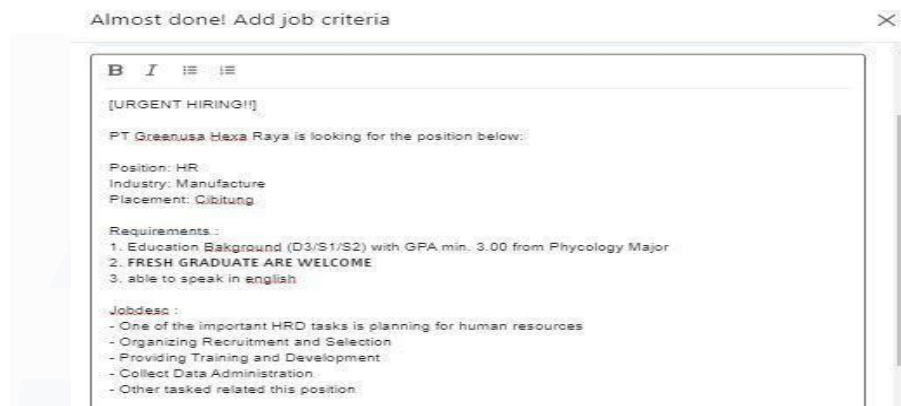 Almost done! Add job criteria
B I
[URGENT HIRING!!]
PT Greenusa Hexa Raya is looking for the position below:
Position: HR
Industry: Manufacture
Placement: Cibitung
Requirements :
1. Education Bakground (D3/S1/S2) with GPA min. 3.00 from Phycology Major
2. FRESH GRADUATE ARE WELCOME
3. able to speak in english
Jobdesc :
- One of the important HRD tasks is planning for human resources
- Organizing Recruitment and Selection
- Providing Training and Development
- Collect Data Administration
- Other tasked related this position